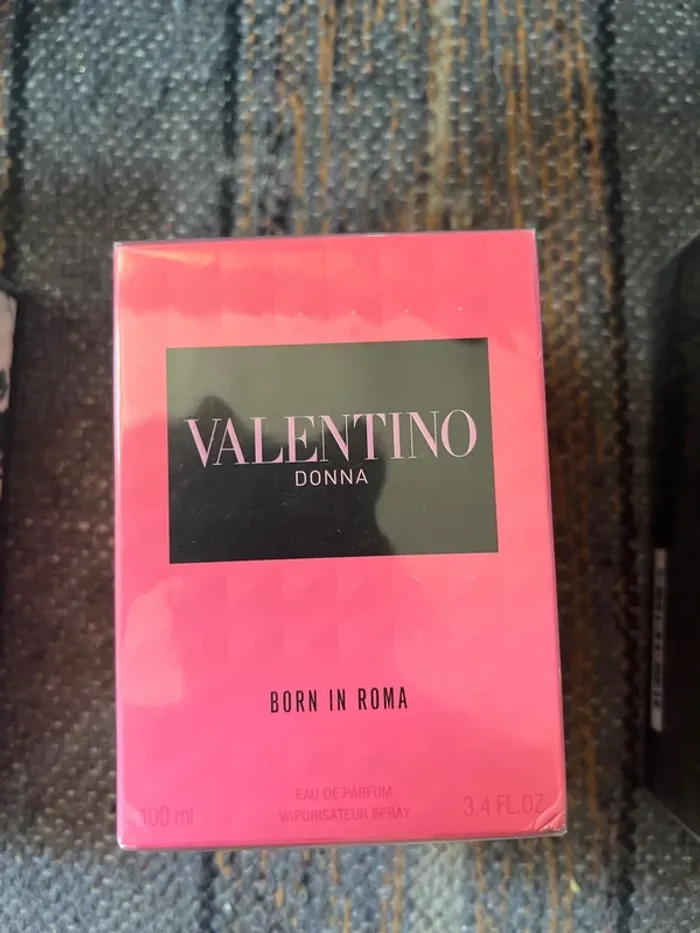 VALENTINO
DONNA
BORN IN ROMA
EAU DE PARFUM
100 ml VAPORISATEUR SPRAY 3.4 FL.OZ